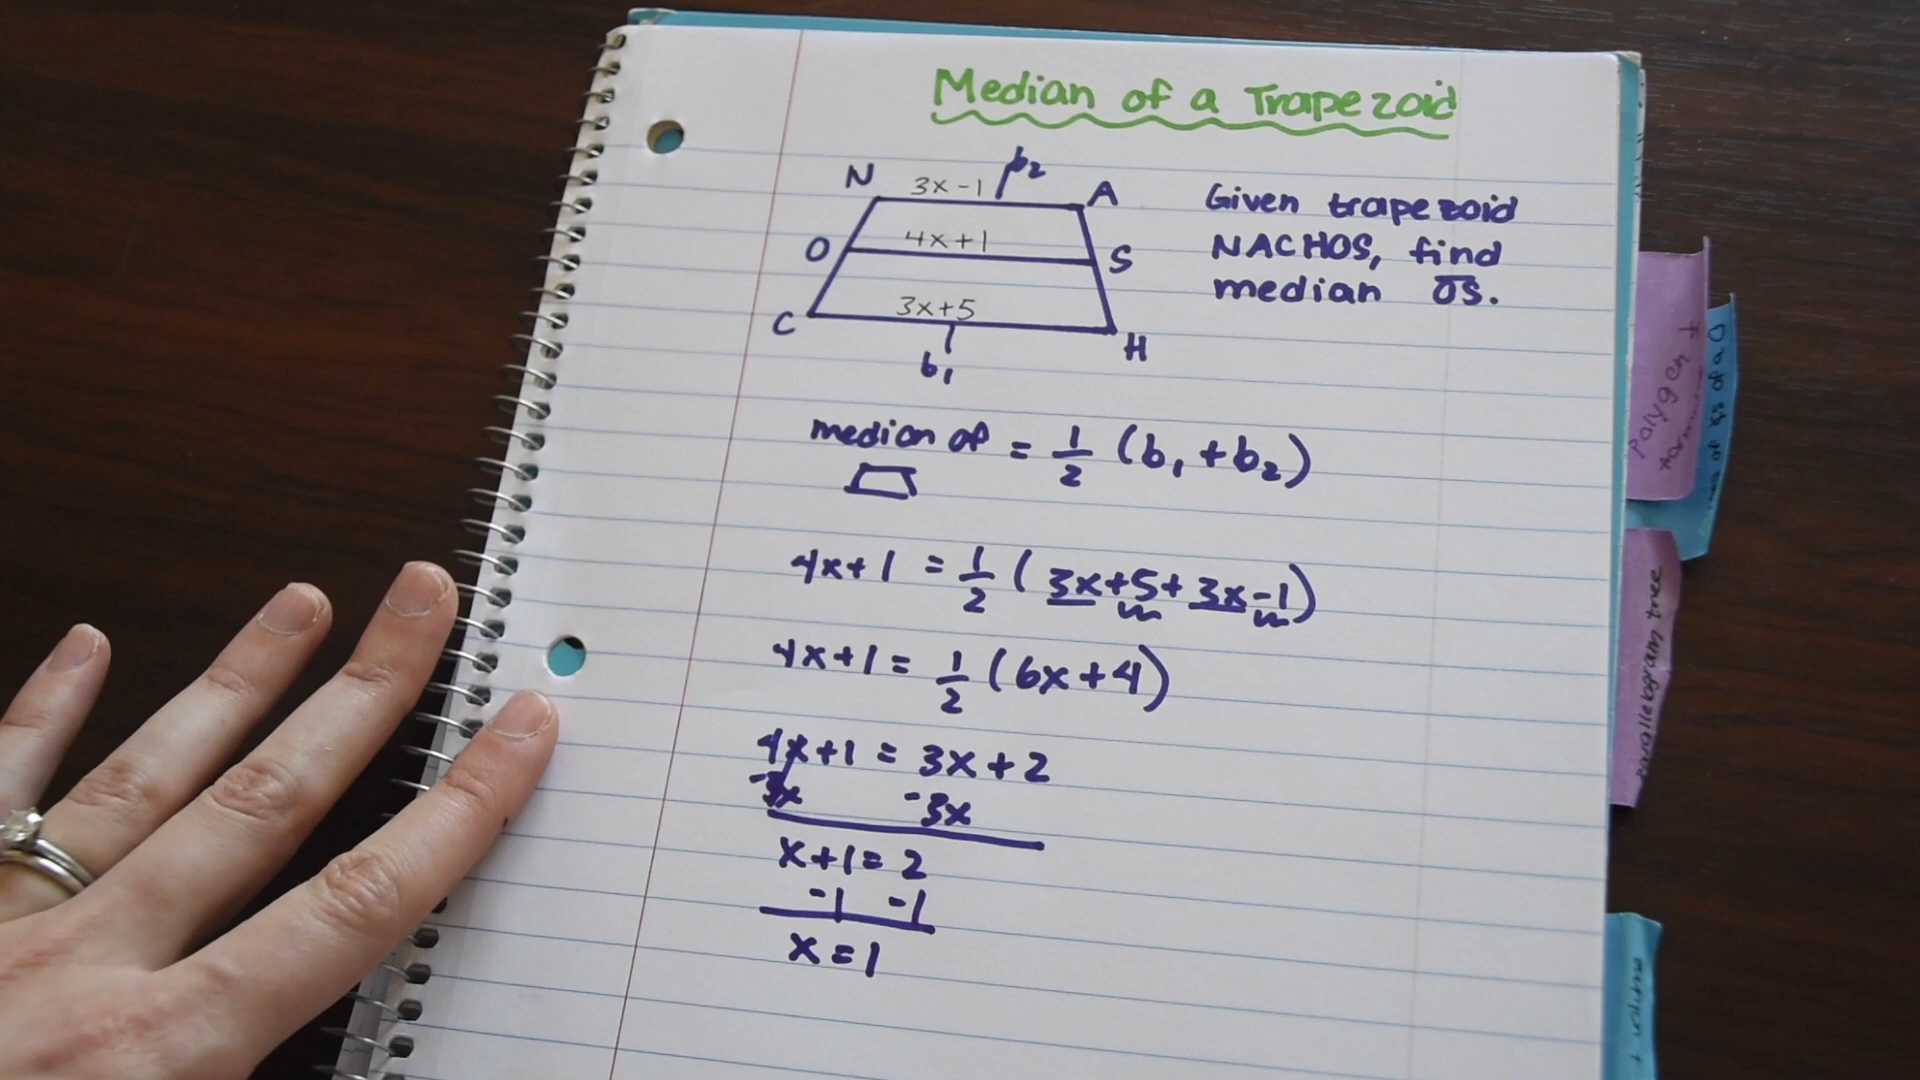 Median of a Trapezoid
N 3x-1 b2 A
O 4x+1 S
C 3x+5 H
b1
Given trapezoid
NACHOS, find
median OS.
median of = 1/2 (b1 + b2)
4x+1 = 1/2 (3x+5+3x-1)
4x+1 = 1/2 (6x+4)
4x+1 = 3x+2
-3x -3x
x+1=2
-1 -1
x=1
Polygon
parallelogram tree